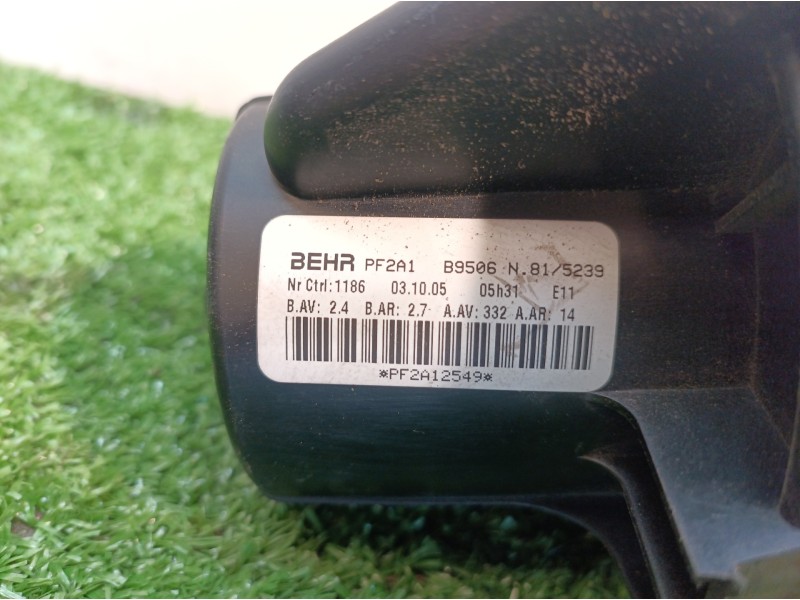 BEHR PF2A1 B9506 N.81/5239
Nr Ctrl:1186 03.10.05 05h31 E11
B.AV: 2.4 B.AR: 2.7 A.AV: 332 A.AR: 14
*PF2A12549*